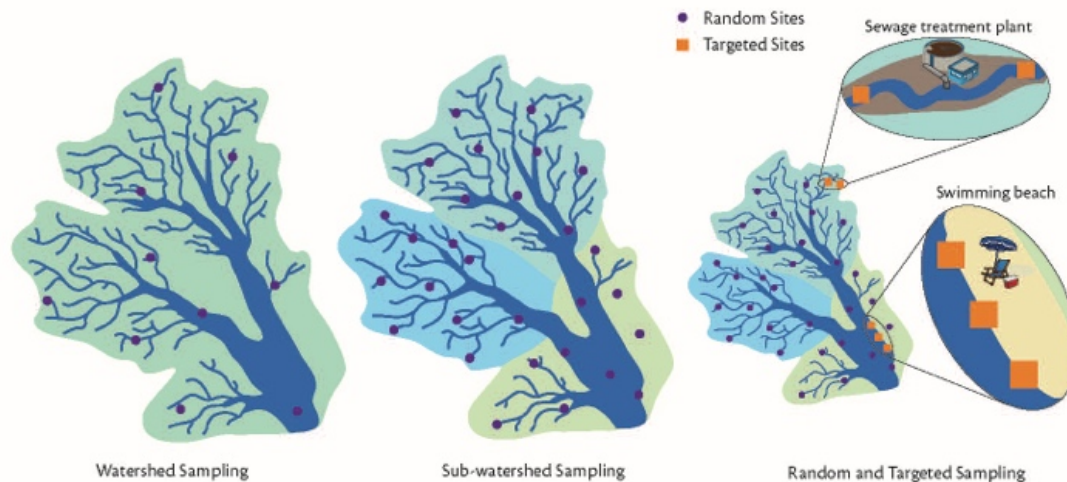 Random Sites
Targeted Sites
Sewage treatment plant
Swimming beach
Watershed Sampling
Sub-watershed Sampling
Random and Targeted Sampling